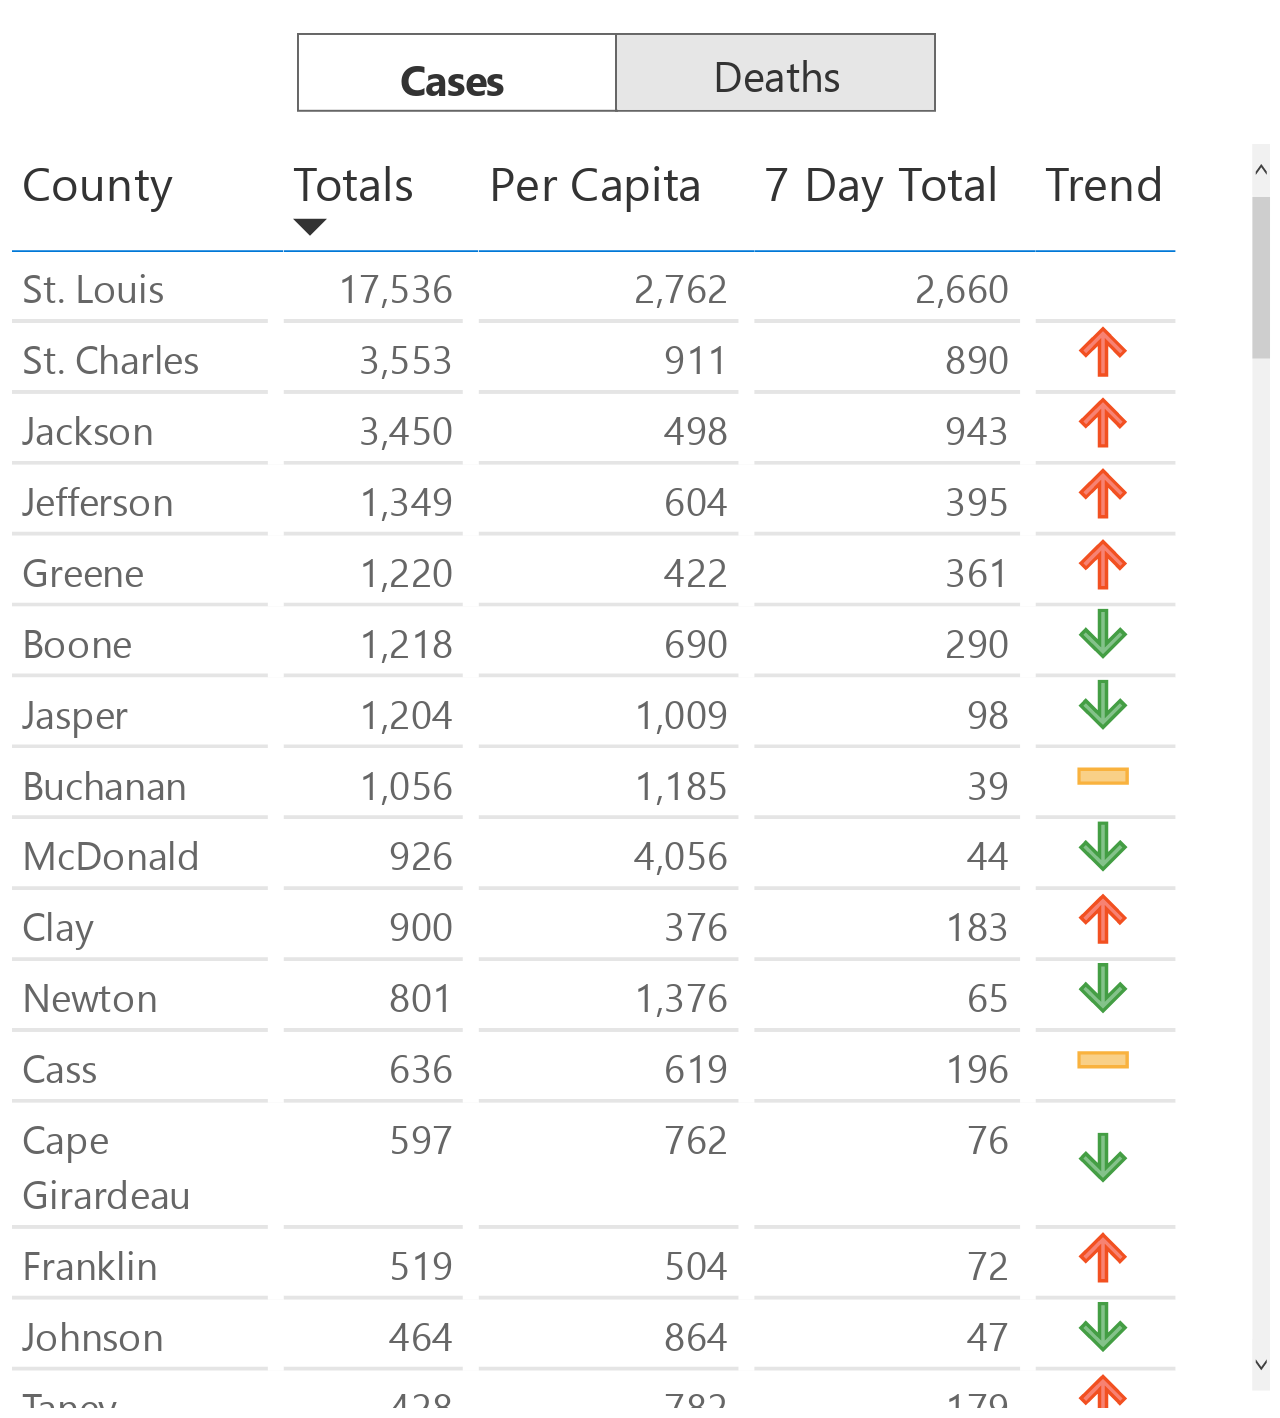 Cases Deaths
County Totals Per Capita 7 Day Total Trend
St. Louis 17,536 2,762 2,660
St. Charles 3,553 911 890
Jackson 3,450 498 943
Jefferson 1,349 604 395
Greene 1,220 422 361
Boone 1,218 690 290
Jasper 1,204 1,009 98
Buchanan 1,056 1,185 39
McDonald 926 4,056 44
Clay 900 376 183
Newton 801 1,376 65
Cass 636 619 196
Cape 597 762 76
Girardeau
Franklin 519 504 72
Johnson 464 864 47
Taney 428 782 179